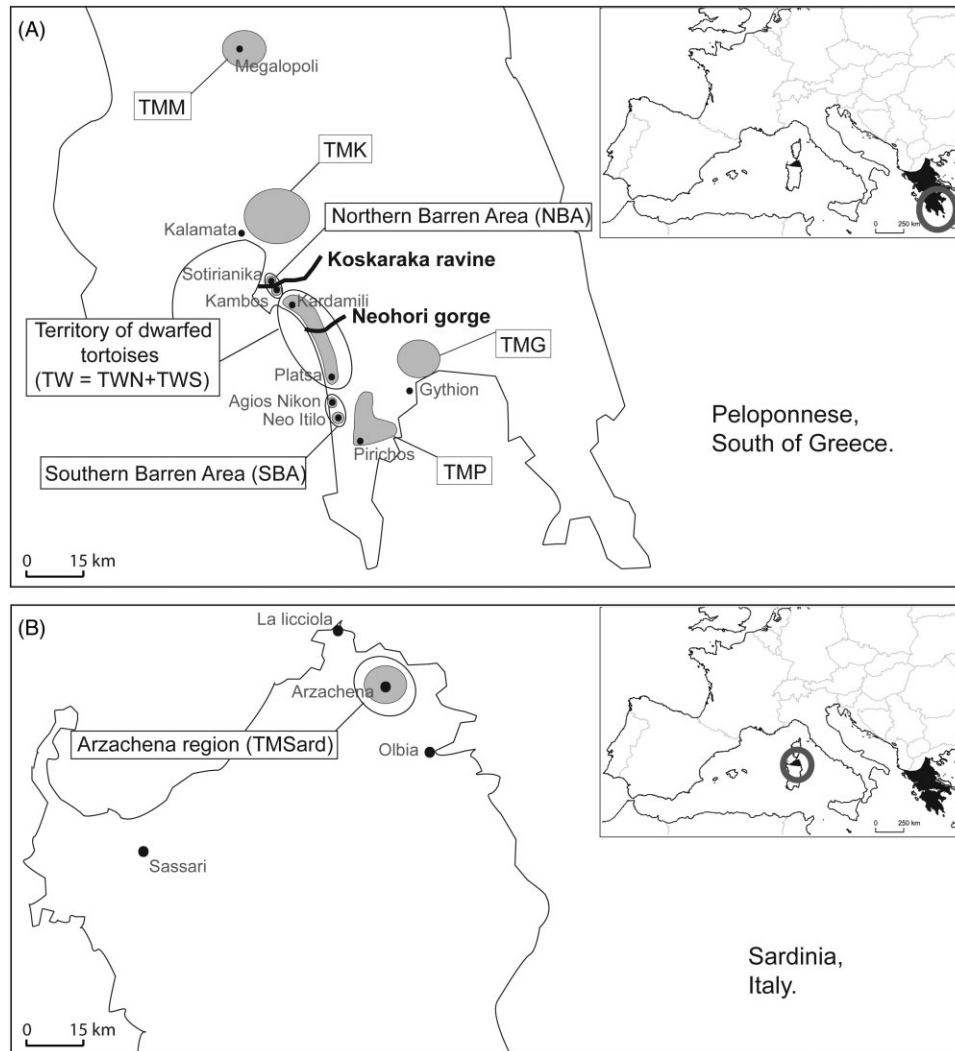 (A)
Megalopoli
TMM
TMK
Northern Barren Area (NBA)
Kalamata
Sotirianika
Koskaraka ravine
Kambos
Kardamili
Neohori gorge
Territory of dwarfed
tortoises
(TW = TWN+TWS)
TMG
Platsa
Gythion
Agios Nikon
Neo Itilo
Pirichos
Southern Barren Area (SBA)
TMP
Peloponnese,
South of Greece.
0 15 km
0 250 km
(B)
La licciola
Arzachena
Arzachena region (TMSard)
Olbia
Sassari
Sardinia,
Italy.
0 15 km
0 250 km